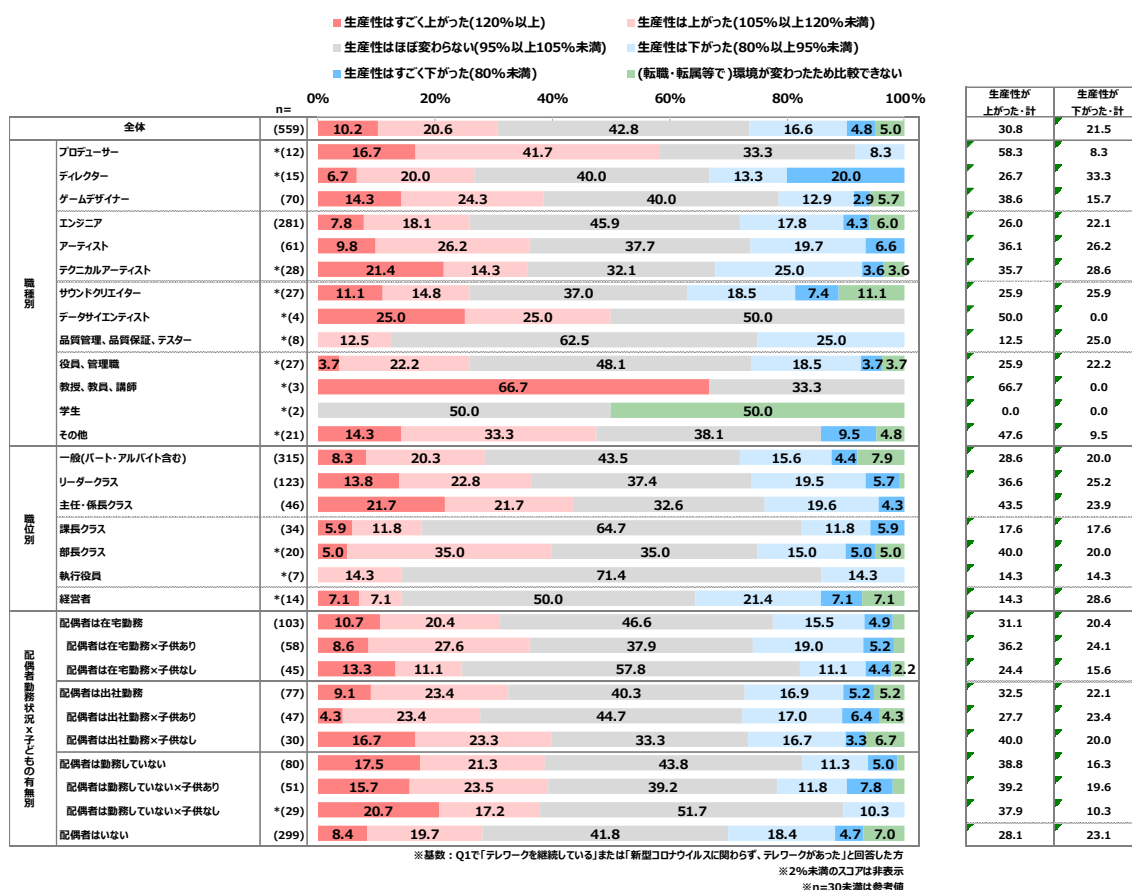 生産性はすごく上がった(120%以上) 生産性は上がった(105%以上120%未満)
生産性はほぼ変わらない(95%以上105%未満) 生産性は下がった(80%以上95%未満)
生産性はすごく下がった(80%未満) (転職・転属等で)環境が変わったため比較できない
n= 0% 20% 40% 60% 80% 100% 生産性が上がった・計 生産性が下がった・計
全体 (559) 10.2 20.6 42.8 16.6 4.8 5.0 30.8 21.5
職種別
プロデューサー *(12) 16.7 41.7 33.3 8.3 58.3 8.3
ディレクター *(15) 6.7 20.0 40.0 13.3 20.0 26.7 33.3
ゲームデザイナー (70) 14.3 24.3 40.0 12.9 2.9 5.7 38.6 15.7
エンジニア (281) 7.8 18.1 45.9 17.8 4.3 6.0 26.0 22.1
アーティスト (61) 9.8 26.2 37.7 19.7 6.6 36.1 26.2
テクニカルアーティスト *(28) 21.4 14.3 32.1 25.0 3.6 3.6 35.7 28.6
サウンドクリエイター *(27) 11.1 14.8 37.0 18.5 7.4 11.1 25.9 25.9
データサイエンティスト *(4) 25.0 25.0 50.0 50.0 0.0
品質管理、品質保証、テスター *(8) 12.5 62.5 25.0 12.5 25.0
役員、管理職 *(27) 3.7 22.2 48.1 18.5 3.7 3.7 25.9 22.2
教授、教員、講師 *(3) 66.7 33.3 66.7 0.0
学生 *(2) 50.0 50.0 0.0 0.0
その他 *(21) 14.3 33.3 38.1 9.5 4.8 47.6 9.5
職位別
一般(パート・アルバイト含む) (315) 8.3 20.3 43.5 15.6 4.4 7.9 28.6 20.0
リーダークラス (123) 13.8 22.8 37.4 19.5 5.7 36.6 25.2
主任・係長クラス (46) 21.7 21.7 32.6 19.6 4.3 43.5 23.9
課長クラス (34) 5.9 11.8 64.7 11.8 5.9 17.6 17.6
部長クラス *(20) 5.0 35.0 35.0 15.0 5.0 5.0 40.0 20.0
執行役員 *(7) 14.3 71.4 14.3 14.3 14.3
経営者 *(14) 7.1 7.1 50.0 21.4 7.1 7.1 14.3 28.6
配偶者勤務状況x子どもの有無別
配偶者は在宅勤務 (103) 10.7 20.4 46.6 15.5 4.9 31.1 20.4
配偶者は在宅勤務×子供あり (58) 8.6 27.6 37.9 19.0 5.2 36.2 24.1
配偶者は在宅勤務×子供なし (45) 13.3 11.1 57.8 11.1 4.4 2.2 24.4 15.6
配偶者は出社勤務 (77) 9.1 23.4 40.3 16.9 5.2 5.2 32.5 22.1
配偶者は出社勤務×子供あり (47) 4.3 23.4 44.7 17.0 6.4 4.3 27.7 23.4
配偶者は出社勤務×子供なし (30) 16.7 23.3 33.3 16.7 3.3 6.7 40.0 20.0
配偶者は勤務していない (80) 17.5 21.3 43.8 11.3 5.0 38.8 16.3
配偶者は勤務していない×子供あり (51) 15.7 23.5 39.2 11.8 7.8 39.2 19.6
配偶者は勤務していない×子供なし *(29) 20.7 17.2 51.7 10.3 37.9 10.3
配偶者はいない (299) 8.4 19.7 41.8 18.4 4.7 7.0 28.1 23.1
※基数：Q1で「テレワークを継続している」または「新型コロナウイルスに関わらず、テレワークがあった」と回答した方
※2%未満のスコアは非表示
※n=30未満は参考値